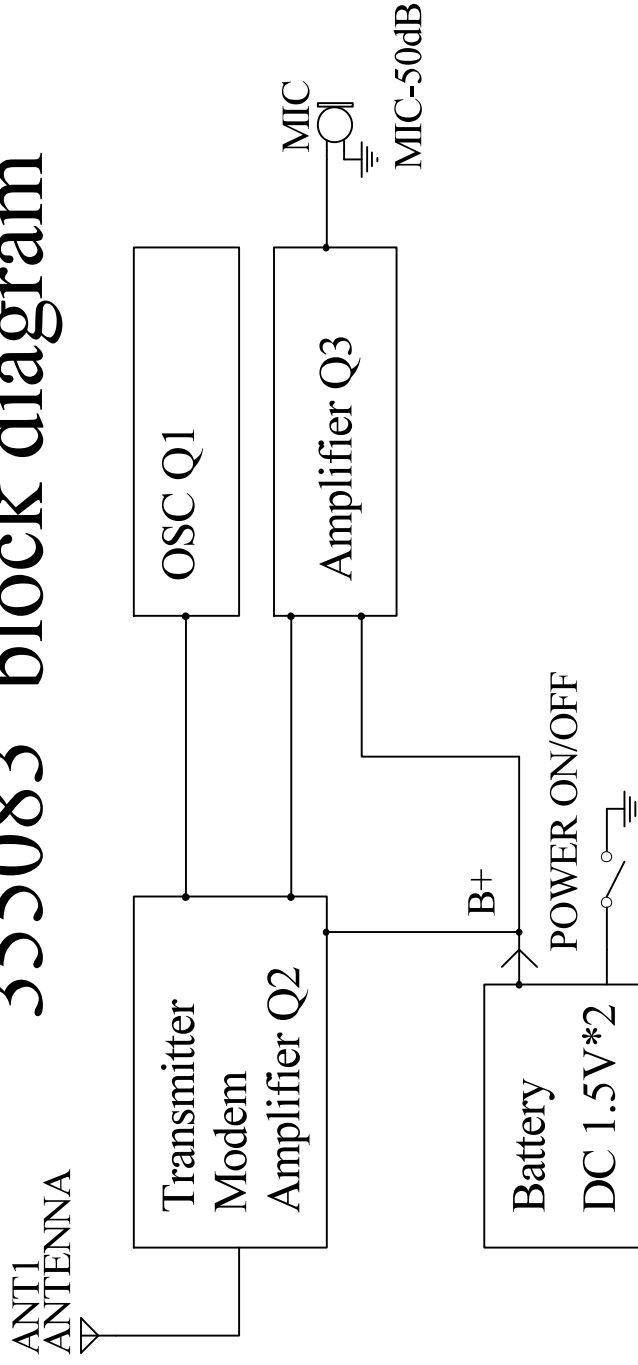 block diagram
ANT1
ANTENNA
Transmitter
Modem
Amplifier Q2
OSC Q1
Amplifier Q3
MIC
MIC-50dB
B+
Battery
DC 1.5V*2
POWER ON/OFF